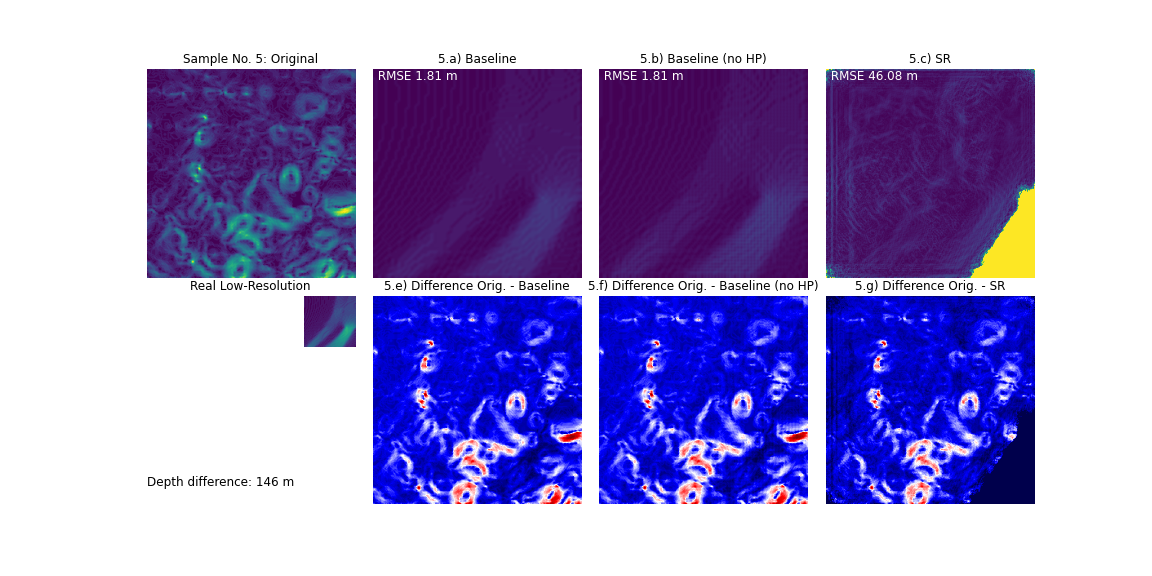 Sample No. 5: Original
5.a) Baseline
5.b) Baseline (no HP)
5.c) SR
RMSE 1.81 m
RMSE 1.81 m
RMSE 46.08 m
Real Low-Resolution
5.e) Difference Orig. - Baseline
5.f) Difference Orig. - Baseline (no HP)
5.g) Difference Orig. - SR
Depth difference: 146 m